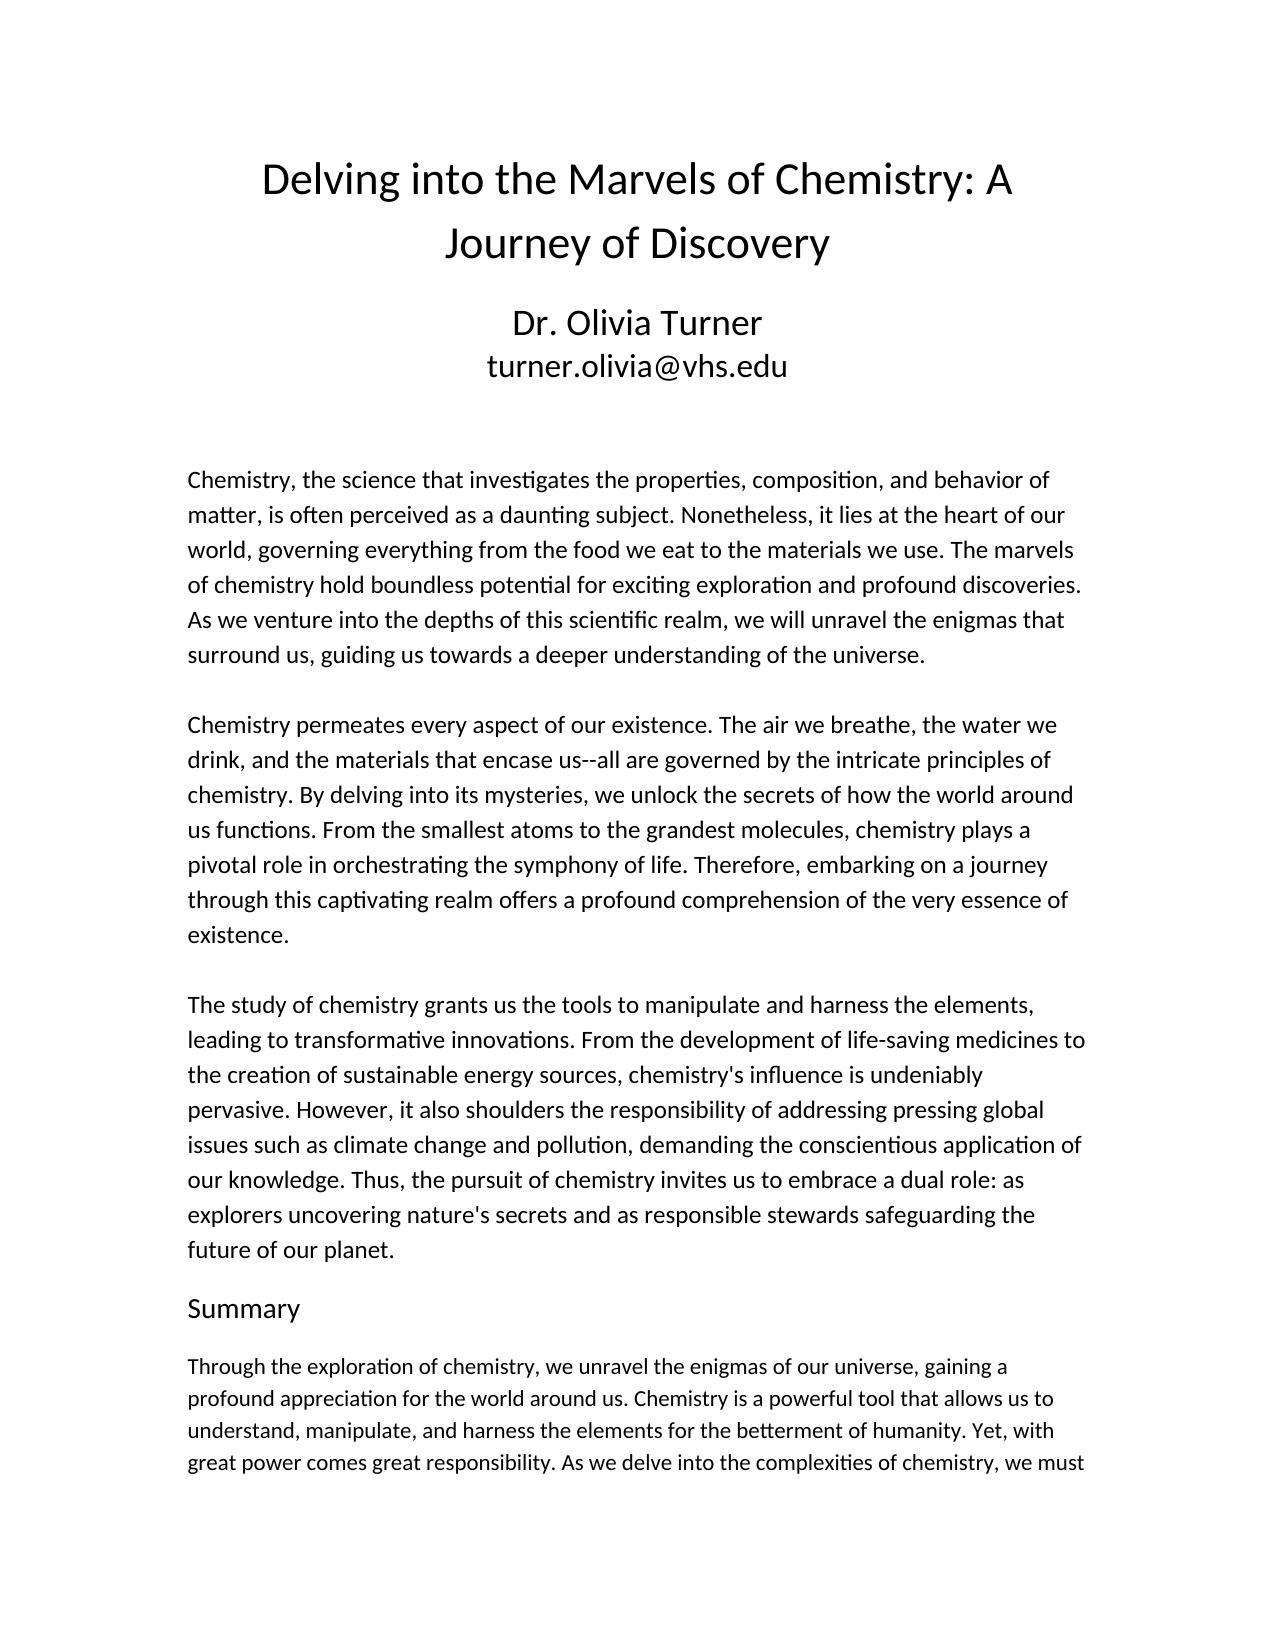 Delving into the Marvels of Chemistry: A
Journey of Discovery
Dr. Olivia Turner
turner.olivia@vhs.edu
Chemistry, the science that investigates the properties, composition, and behavior of
matter, is often perceived as a daunting subject. Nonetheless, it lies at the heart of our
world, governing everything from the food we eat to the materials we use. The marvels
of chemistry hold boundless potential for exciting exploration and profound discoveries.
As we venture into the depths of this scientific realm, we will unravel the enigmas that
surround us, guiding us towards a deeper understanding of the universe.
Chemistry permeates every aspect of our existence. The air we breathe, the water we
drink, and the materials that encase us--all are governed by the intricate principles of
chemistry. By delving into its mysteries, we unlock the secrets of how the world around
us functions. From the smallest atoms to the grandest molecules, chemistry plays a
pivotal role in orchestrating the symphony of life. Therefore, embarking on a journey
through this captivating realm offers a profound comprehension of the very essence of
existence.
The study of chemistry grants us the tools to manipulate and harness the elements,
leading to transformative innovations. From the development of life-saving medicines to
the creation of sustainable energy sources, chemistry's influence is undeniably
pervasive. However, it also shoulders the responsibility of addressing pressing global
issues such as climate change and pollution, demanding the conscientious application of
our knowledge. Thus, the pursuit of chemistry invites us to embrace a dual role: as
explorers uncovering nature's secrets and as responsible stewards safeguarding the
future of our planet.
Summary
Through the exploration of chemistry, we unravel the enigmas of our universe, gaining a
profound appreciation for the world around us. Chemistry is a powerful tool that allows us to
understand, manipulate, and harness the elements for the betterment of humanity. Yet, with
great power comes great responsibility. As we delve into the complexities of chemistry, we must